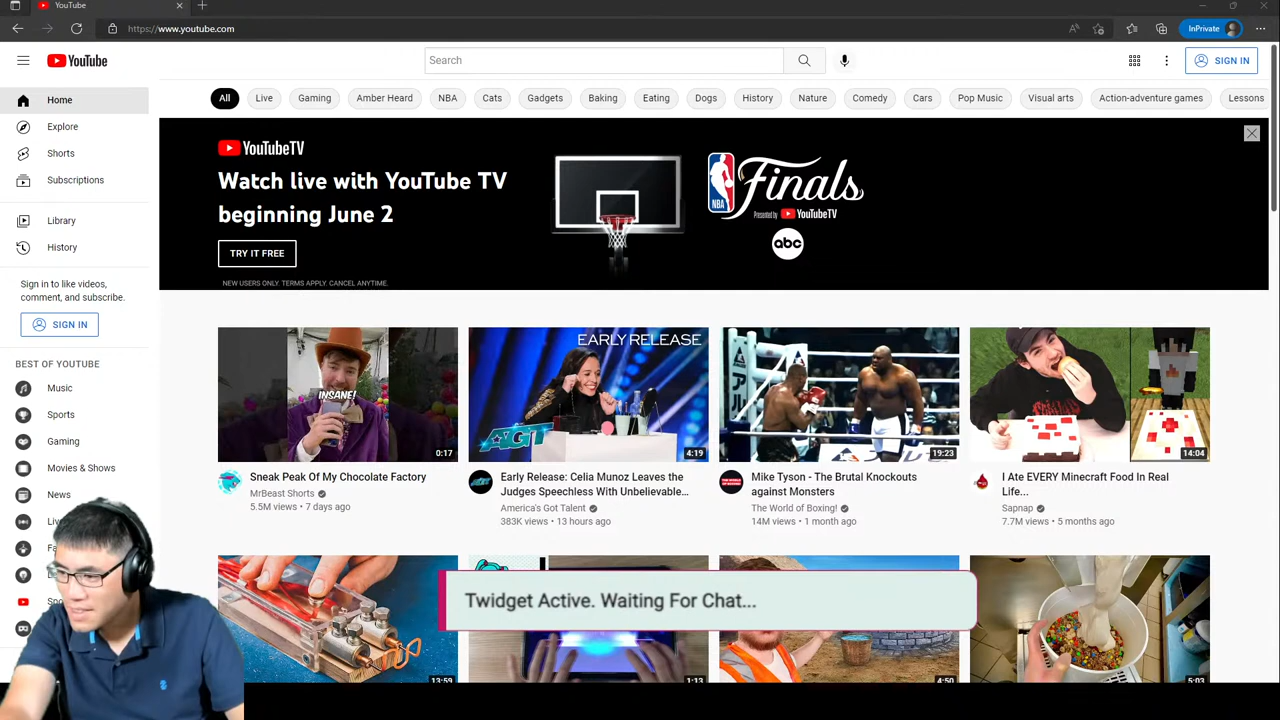 YouTube
https://www.youtube.com
InPrivate
YouTube
Search
SIGN IN
Home
Explore
Shorts
Subscriptions
Library
History
Sign in to like videos,
comment, and subscribe.
SIGN IN
BEST OF YOUTUBE
Music
Sports
Gaming
Movies & Shows
News
All
Live
Gaming
Amber Heard
NBA
Cats
Gadgets
Baking
Eating
Dogs
History
Nature
Comedy
Cars
Pop Music
Visual arts
Action-adventure games
Lessons
YouTubeTV
Watch live with YouTube TV
beginning June 2
TRY IT FREE
NEW USERS ONLY. TERMS APPLY. CANCEL ANYTIME.
NBA
Finals
Presented by YouTubeTV
abc
INSANE!
0:17
Sneak Peak Of My Chocolate Factory
MrBeast Shorts
5.5M views • 7 days ago
EARLY RELEASE
AGT
4:19
Early Release: Celia Munoz Leaves the
Judges Speechless With Unbelievable...
America's Got Talent
383K views • 13 hours ago
19:23
Mike Tyson - The Brutal Knockouts
against Monsters
The World of Boxing!
14M views • 1 month ago
14:04
I Ate EVERY Minecraft Food In Real
Life...
Sapnap
7.7M views • 5 months ago
Twidget Active. Waiting For Chat...
13:59
1:13
4:50
5:03